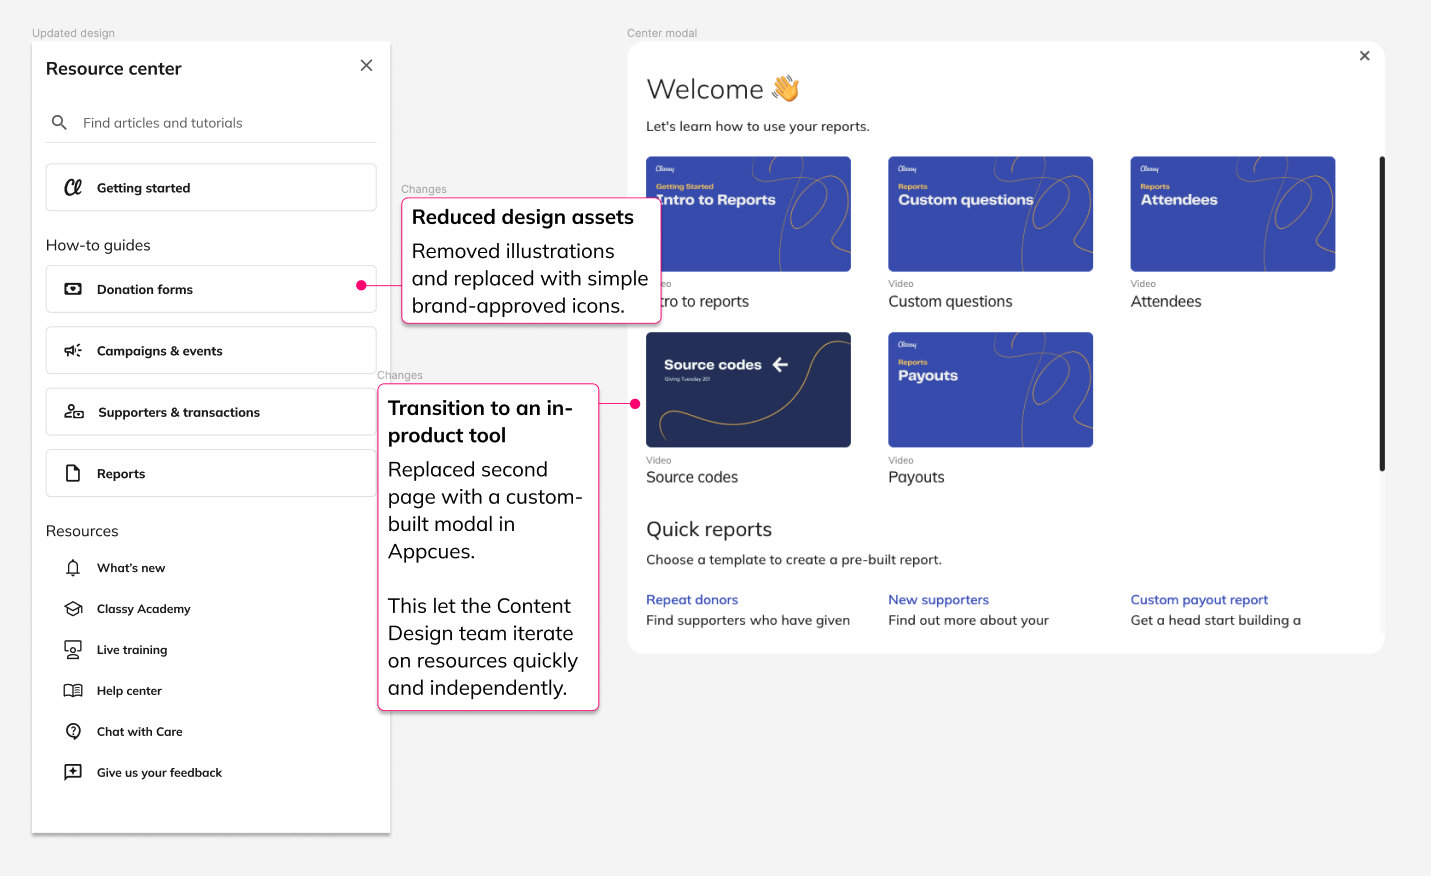 Updated design
Resource center
Find articles and tutorials
Getting started
How-to guides
Donation forms
Campaigns & events
Supporters & transactions
Reports
Resources
What's new
Classy Academy
Live training
Help center
Chat with Care
Give us your feedback
Changes
Reduced design assets
Removed illustrations
and replaced with simple
brand-approved icons.
Changes
Transition to an in-
product tool
Replaced second
page with a custom-
built modal in
Appcues.
This let the Content
Design team iterate
on resources quickly
and independently.
Center modal
Welcome 👋
Let's learn how to use your reports.
Classy
Getting Started
Intro to Reports
eo
tro to reports
Classy
Reports
Custom questions
Video
Custom questions
Classy
Reports
Attendees
Video
Attendees
Source codes
Giving Tuesday 201
Video
Source codes
Classy
Reports
Payouts
Video
Payouts
Quick reports
Choose a template to create a pre-built report.
Repeat donors
Find supporters who have given
New supporters
Find out more about your
Custom payout report
Get a head start building a